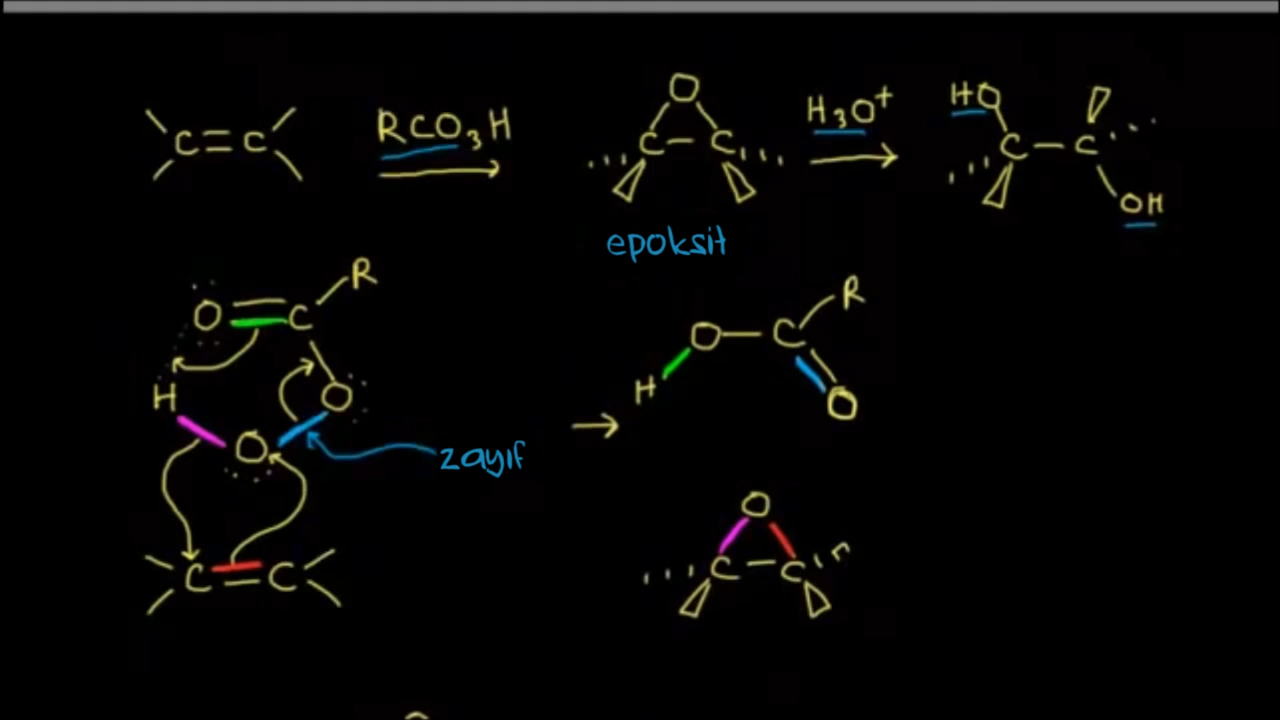 C=C RCO₃H O C-C H₃O⁺ HO C-C OH
epoksit
O=C R
H O O
zayıf
C=C
H O-C R O
O
C-C